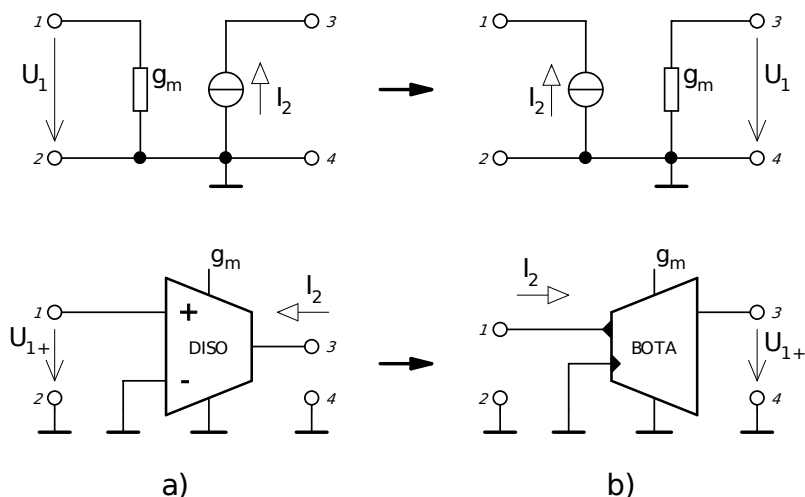 1 3 1 3
U1 gm I2 I2 gm U1
2 4 2 4
gm gm
I2 I2
1 + 3
U1+ DISO 3 1 BOTA U1+
-
2 4 2 4
a) b)